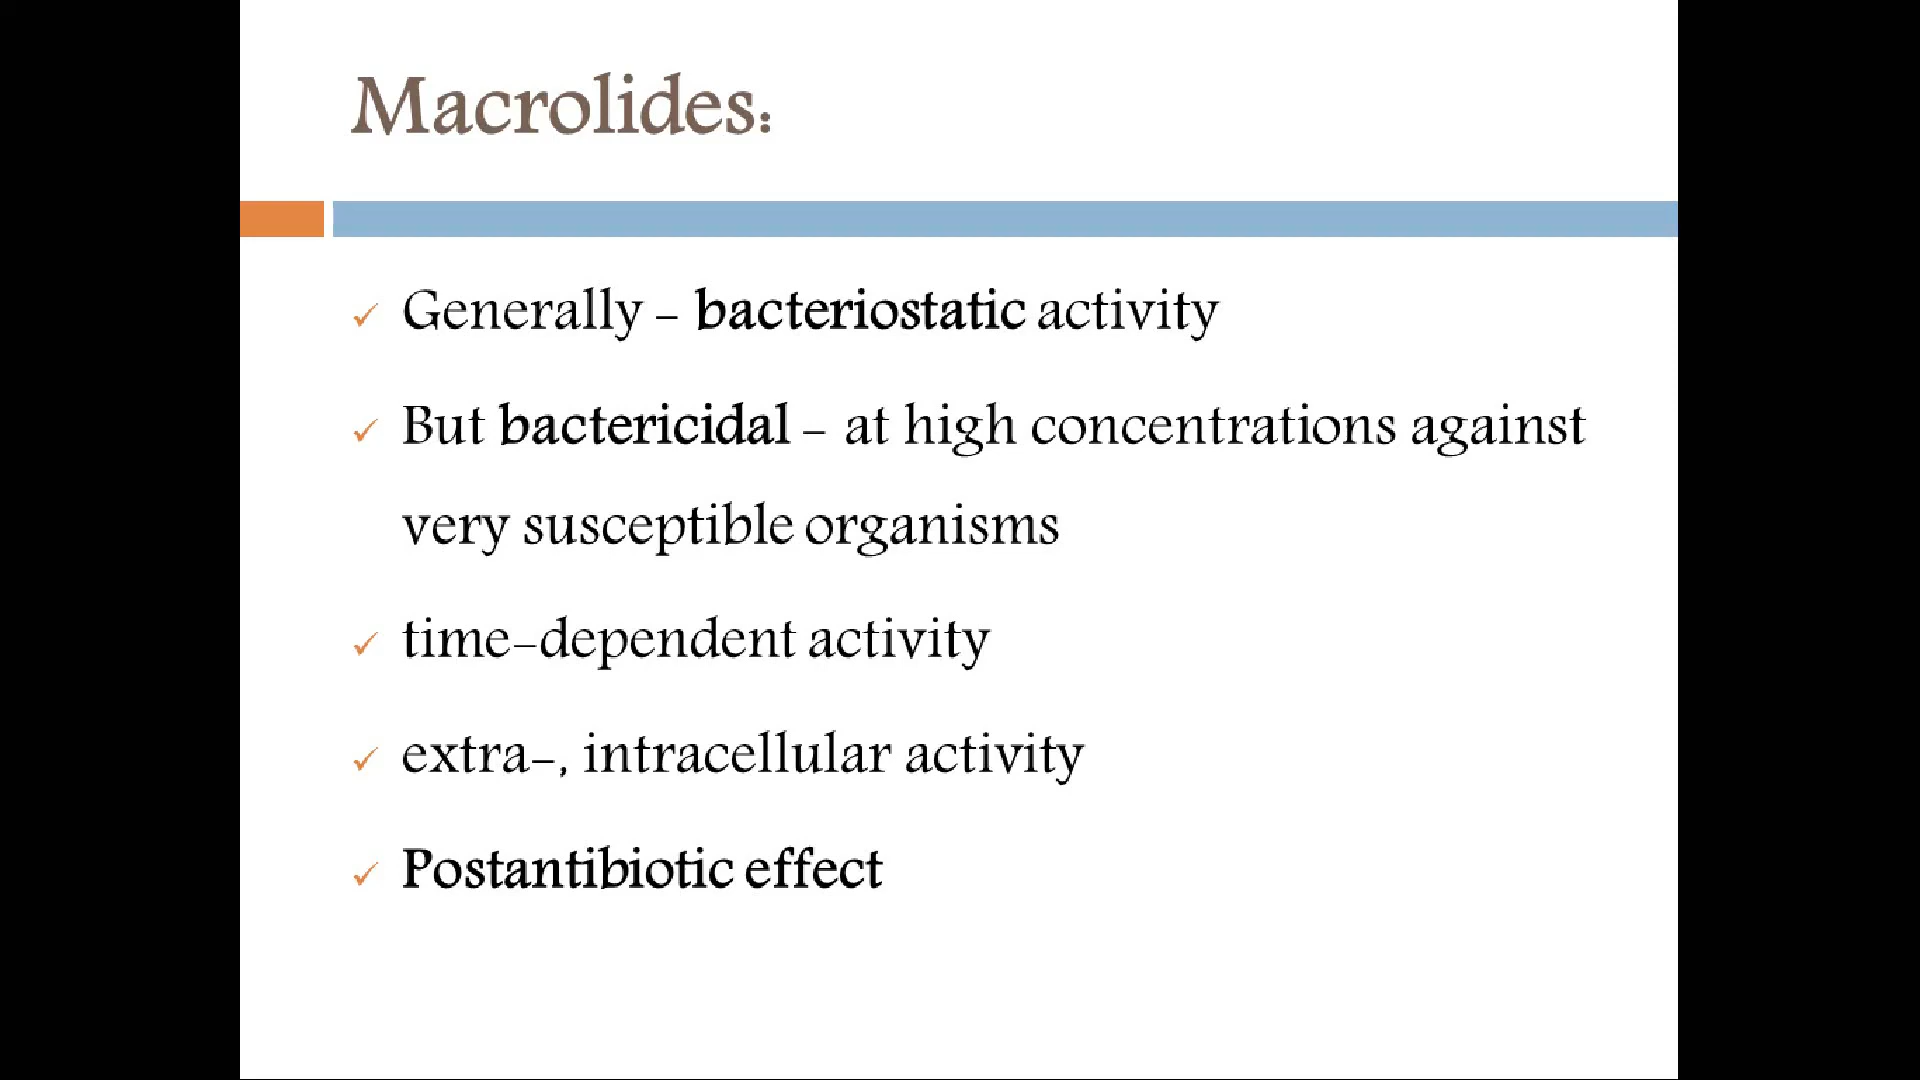 Macrolides:
Generally – bacteriostatic activity
But bactericidal – at high concentrations against
very susceptible organisms
time-dependent activity
extra-, intracellular activity
Postantibiotic effect